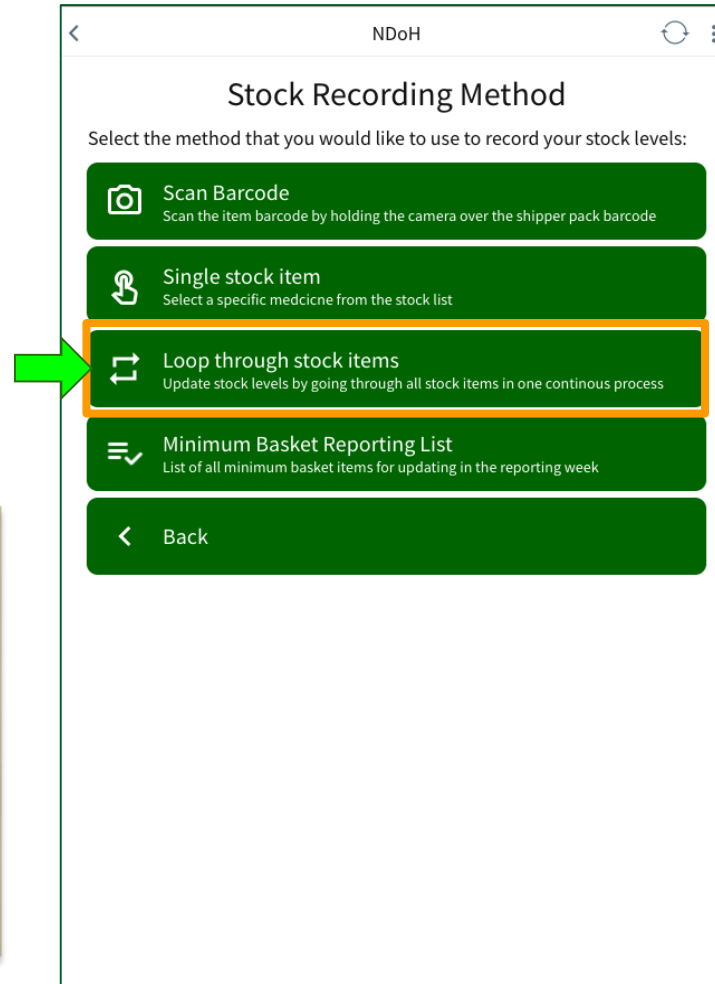 NDoH
Stock Recording Method
Select the method that you would like to use to record your stock levels:
Scan Barcode
Scan the item barcode by holding the camera over the shipper pack barcode
Single stock item
Select a specific medcicne from the stock list
Loop through stock items
Update stock levels by going through all stock items in one continous process
Minimum Basket Reporting List
List of all minimum basket items for updating in the reporting week
Back